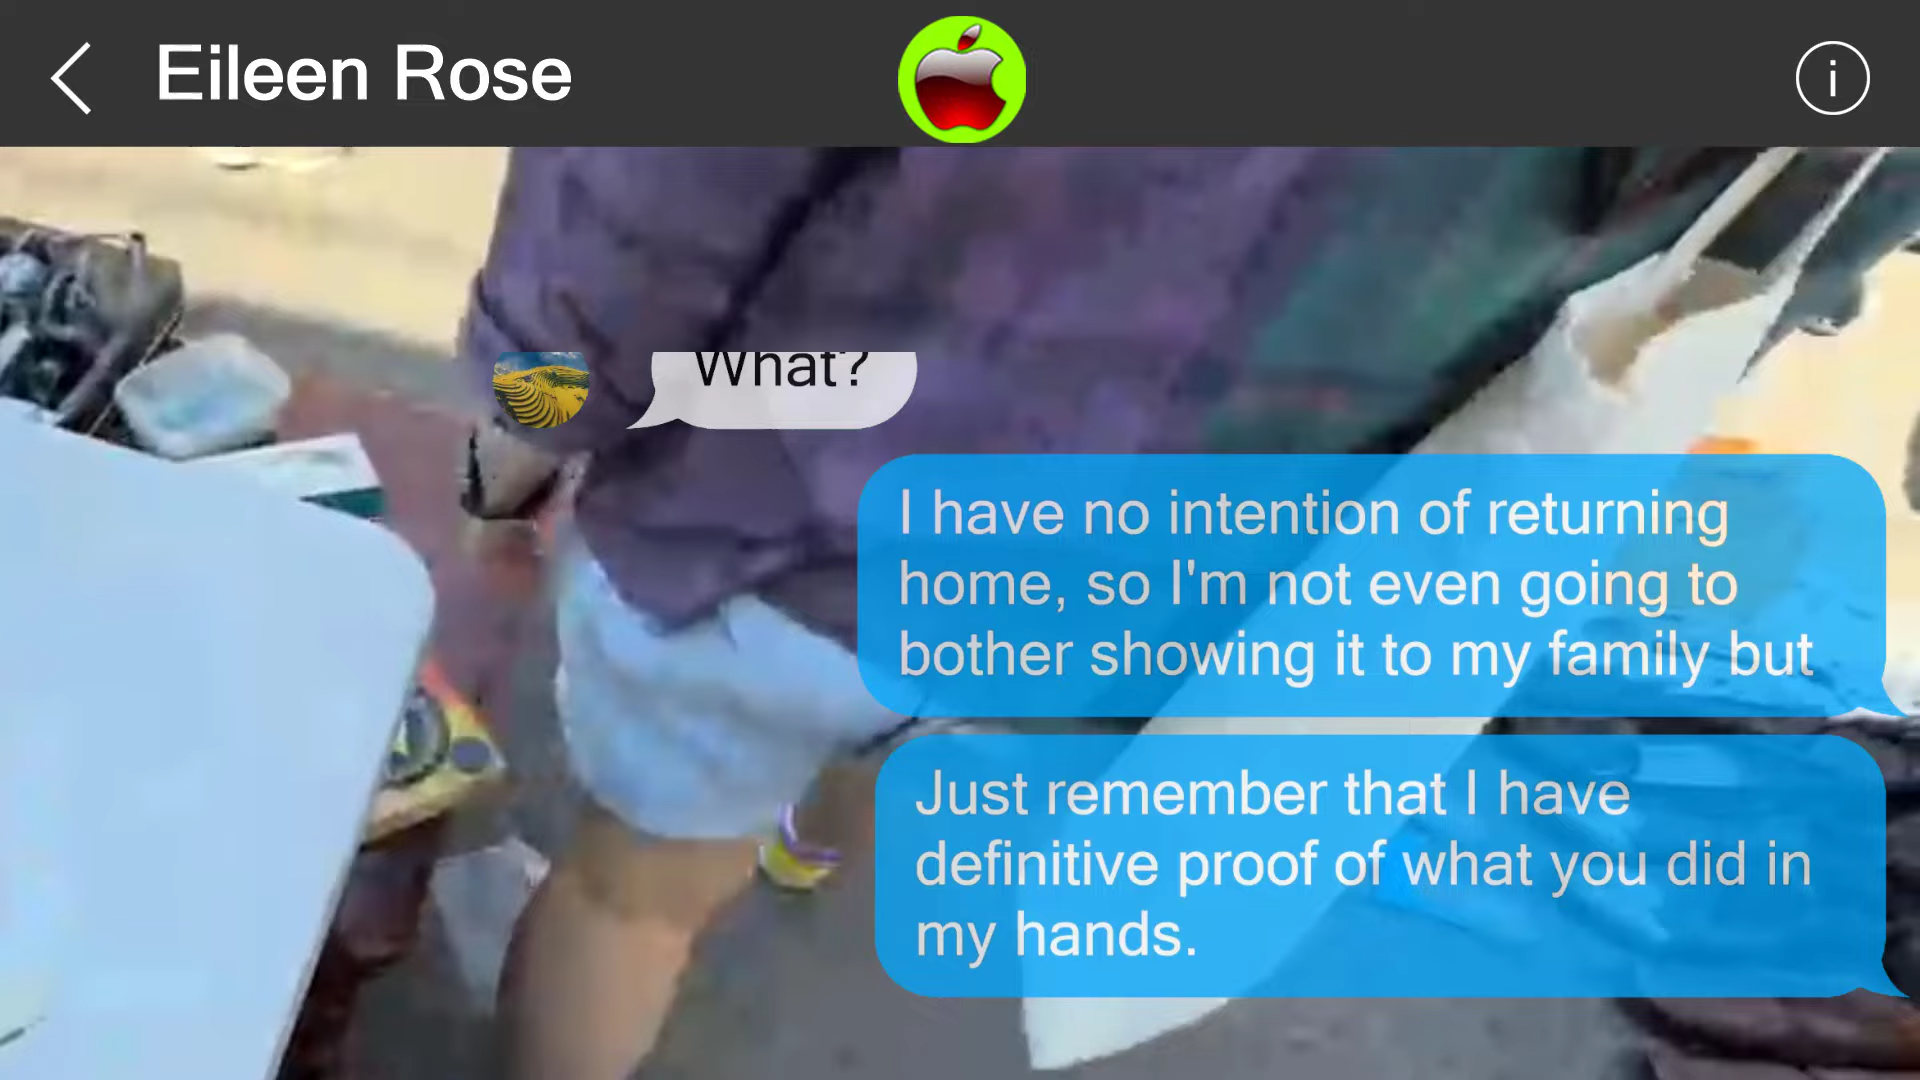 Eileen Rose
i
What?
I have no intention of returning
home, so I'm not even going to
bother showing it to my family but
Just remember that I have
definitive proof of what you did in
my hands.